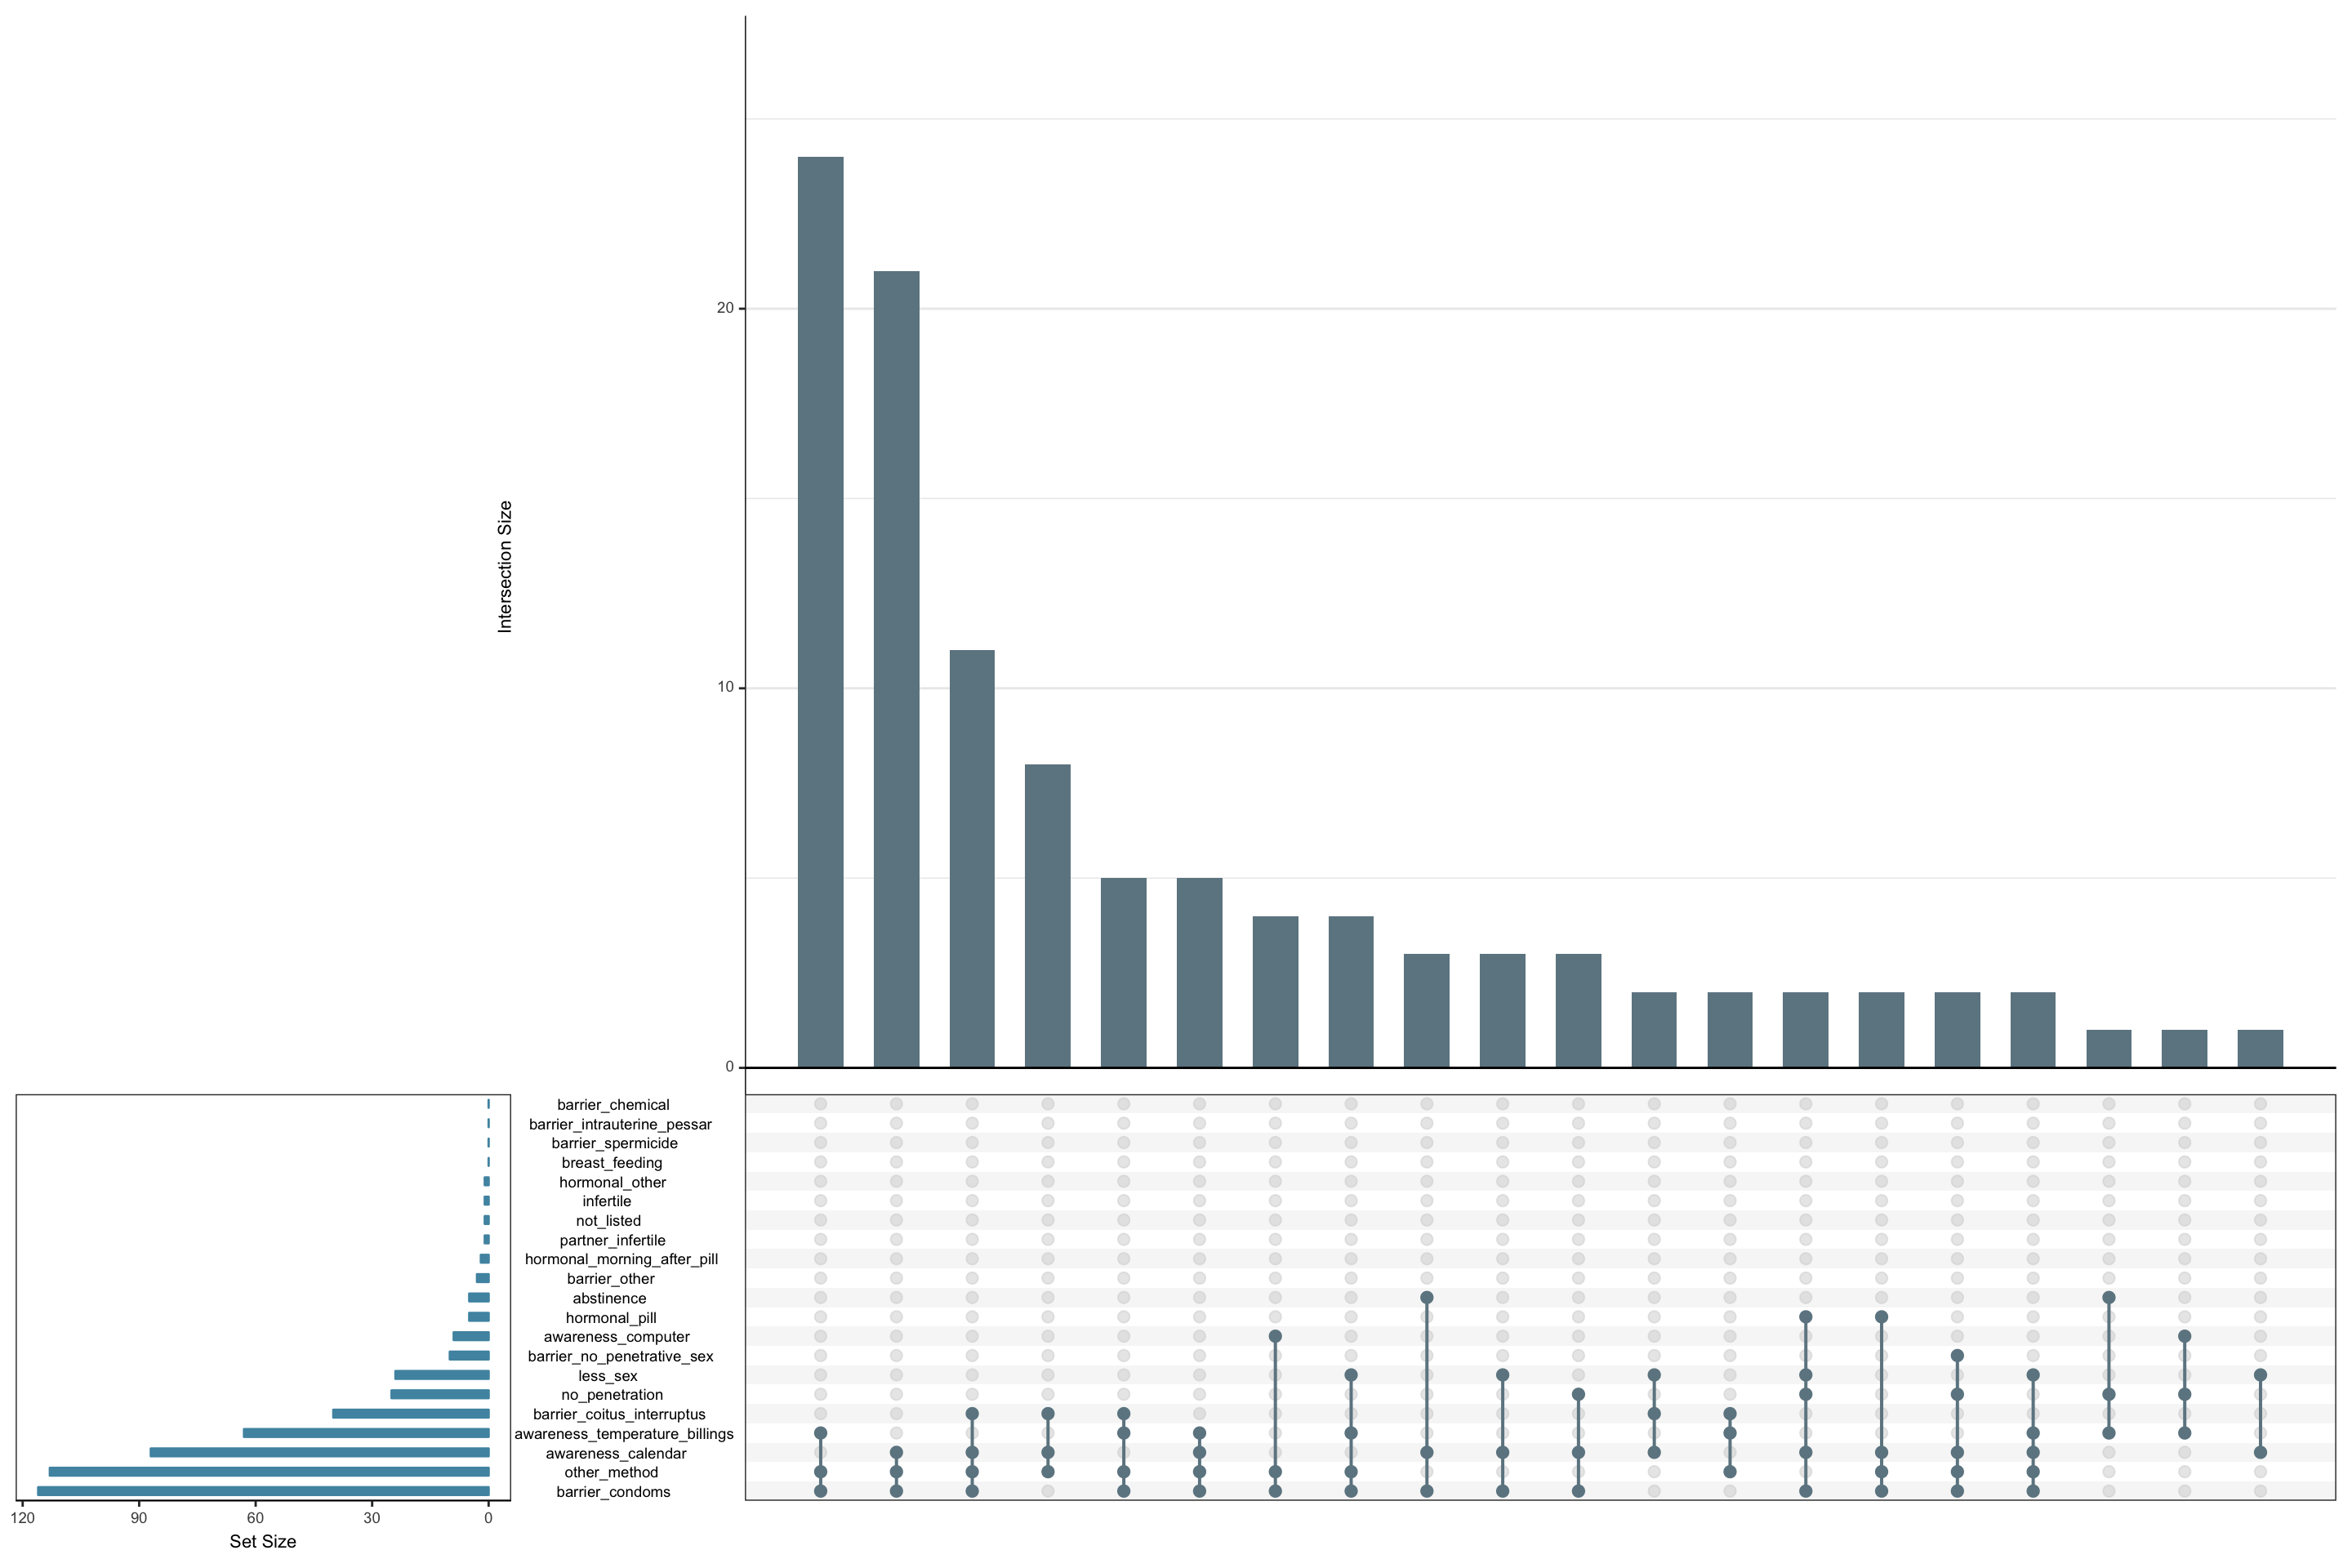 20
10
0
Intersection Size
barrier_chemical
barrier_intrauterine_pessar
barrier_spermicide
breast_feeding
hormonal_other
infertile
not_listed
partner_infertile
hormonal_morning_after_pill
barrier_other
abstinence
hormonal_pill
awareness_computer
barrier_no_penetrative_sex
less_sex
no_penetration
barrier_coitus_interruptus
awareness_temperature_billings
awareness_calendar
other_method
barrier_condoms
120 90 60 30 0
Set Size